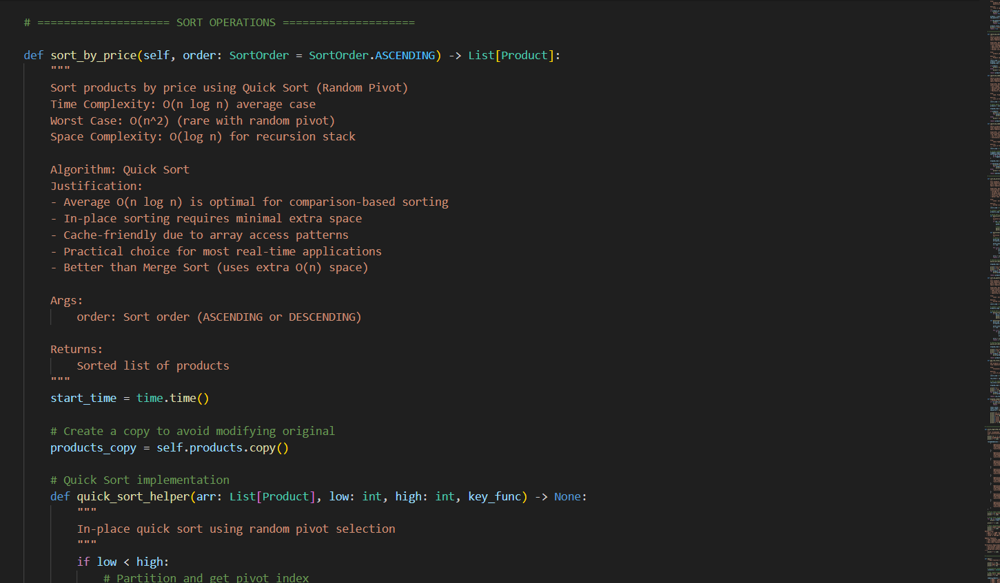 # ==================== SORT OPERATIONS ====================
def sort_by_price(self, order: SortOrder = SortOrder.ASCENDING) -> List[Product]:
"""
Sort products by price using Quick Sort (Random Pivot)
Time Complexity: O(n log n) average case
Worst Case: O(n^2) (rare with random pivot)
Space Complexity: O(log n) for recursion stack
Algorithm: Quick Sort
Justification:
- Average O(n log n) is optimal for comparison-based sorting
- In-place sorting requires minimal extra space
- Cache-friendly due to array access patterns
- Practical choice for most real-time applications
- Better than Merge Sort (uses extra O(n) space)
Args:
order: Sort order (ASCENDING or DESCENDING)
Returns:
Sorted list of products
"""
start_time = time.time()
# Create a copy to avoid modifying original
products_copy = self.products.copy()
# Quick Sort implementation
def quick_sort_helper(arr: List[Product], low: int, high: int, key_func) -> None:
"""
In-place quick sort using random pivot selection
"""
if low < high:
# Partition and get pivot index